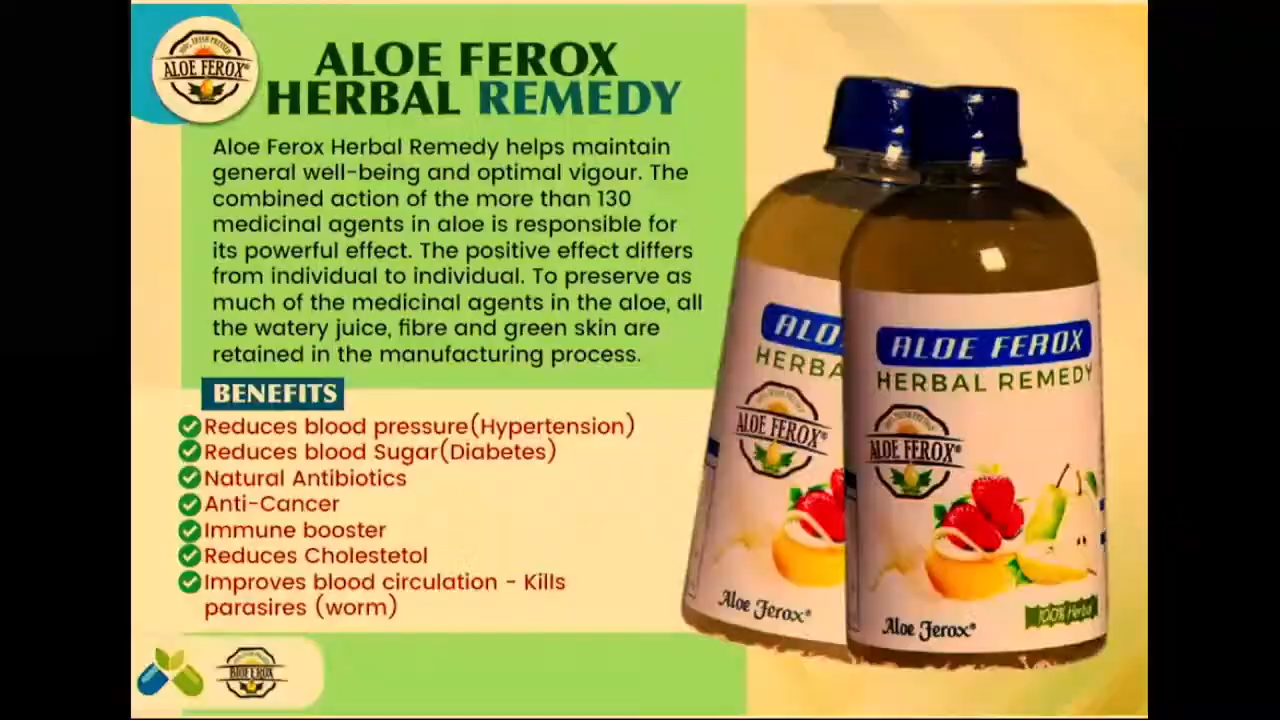 100% FRESH PRESSED
ALOE FEROX®
ALOE FEROX
HERBAL REMEDY
Aloe Ferox Herbal Remedy helps maintain
general well-being and optimal vigour. The
combined action of the more than 130
medicinal agents in aloe is responsible for
its powerful effect. The positive effect differs
from individual to individual. To preserve as
much of the medicinal agents in the aloe, all
the watery juice, fibre and green skin are
retained in the manufacturing process.
BENEFITS
Reduces blood pressure(Hypertension)
Reduces blood Sugar(Diabetes)
Natural Antibiotics
Anti-Cancer
Immune booster
Reduces Cholestetol
Improves blood circulation - Kills
parasires (worm)
ALO
HERBA
ALOE FEROX®
Aloe Ferox®
ALOE FEROX
HERBAL REMEDY
ALOE FEROX®
100% Herbal
Aloe Ferox®